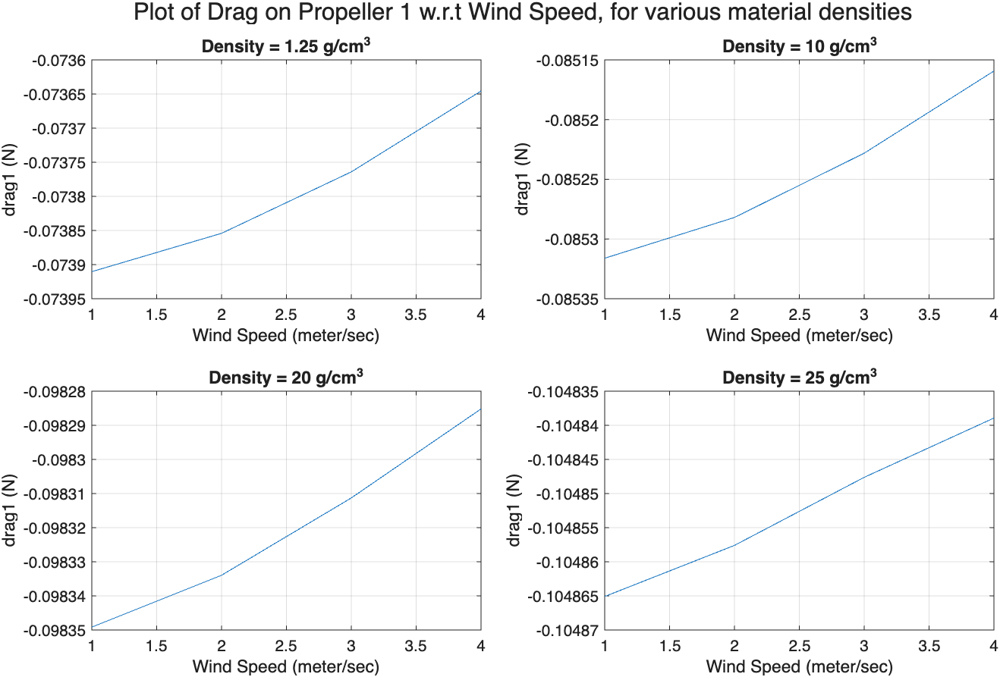 Plot of Drag on Propeller 1 w.r.t Wind Speed, for various material densities
Density = 1.25 g/cm³
-0.0736
-0.07365
-0.0737
-0.07375
-0.0738
-0.07385
-0.0739
-0.07395
drag1 (N)
1 1.5 2 2.5 3 3.5 4
Wind Speed (meter/sec)
Density = 10 g/cm³
-0.08515
-0.0852
-0.08525
-0.0853
-0.08535
drag1 (N)
1 1.5 2 2.5 3 3.5 4
Wind Speed (meter/sec)
Density = 20 g/cm³
-0.09828
-0.09829
-0.0983
-0.09831
-0.09832
-0.09833
-0.09834
-0.09835
drag1 (N)
1 1.5 2 2.5 3 3.5 4
Wind Speed (meter/sec)
Density = 25 g/cm³
-0.104835
-0.10484
-0.104845
-0.10485
-0.104855
-0.10486
-0.104865
-0.10487
drag1 (N)
1 1.5 2 2.5 3 3.5 4
Wind Speed (meter/sec)